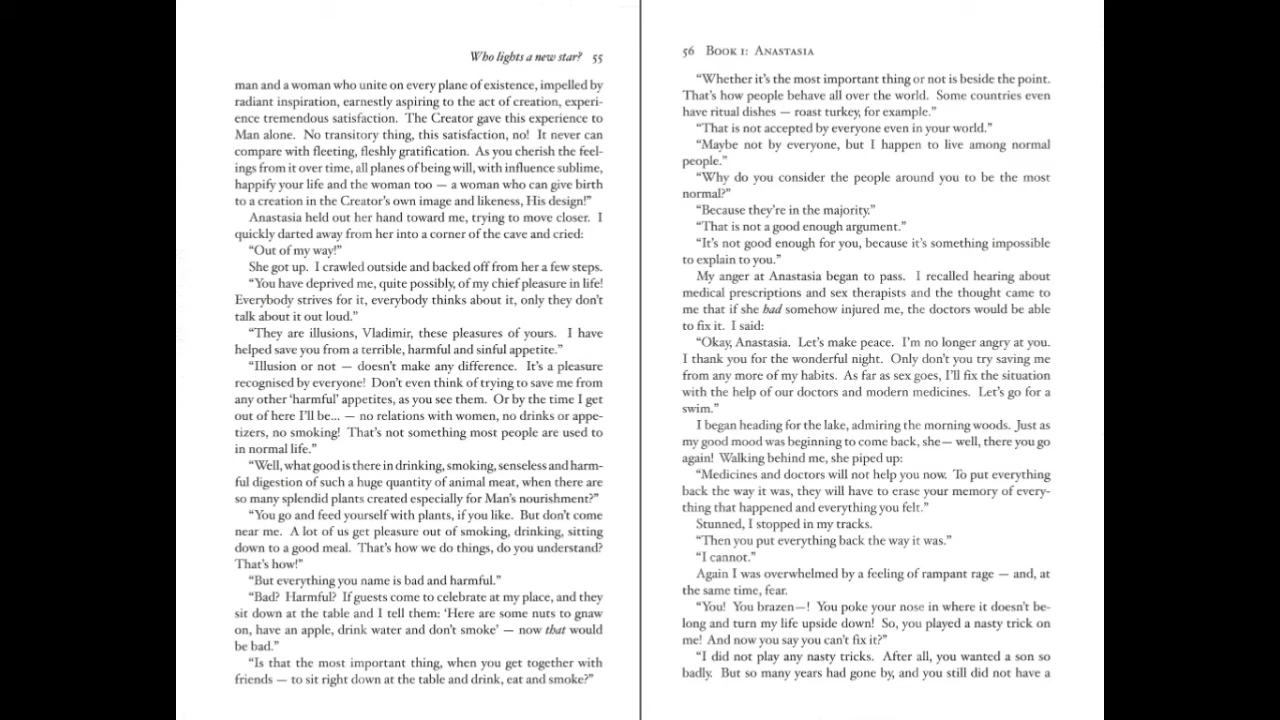 Who lights a new star? 55
man and a woman who unite on every plane of existence, impelled by
radiant inspiration, earnestly aspiring to the act of creation, experi-
ence tremendous satisfaction. The Creator gave this experience to
Man alone. No transitory thing, this satisfaction, no! It never can
compare with fleeting, fleshly gratification. As you cherish the feel-
ings from it over time, all planes of being will, with influence sublime,
happify your life and the woman too — a woman who can give birth
to a creation in the Creator's own image and likeness, His design!”
Anastasia held out her hand toward me, trying to move closer. I
quickly darted away from her into a corner of the cave and cried:
“Out of my way!”
She got up. I crawled outside and backed off from her a few steps.
“You have deprived me, quite possibly, of my chief pleasure in life!
Everybody strives for it, everybody thinks about it, only they don't
talk about it out loud.”
“They are illusions, Vladimir, these pleasures of yours. I have
helped save you from a terrible, harmful and sinful appetite.”
“Illusion or not — doesn't make any difference. It's a pleasure
recognised by everyone! Don't even think of trying to save me from
any other ‘harmful’ appetites, as you see them. Or by the time I get
out of here I'll be... — no relations with women, no drinks or appe-
tizers, no smoking! That's not something most people are used to
in normal life.”
“Well, what good is there in drinking, smoking, senseless and harm-
ful digestion of such a huge quantity of animal meat, when there are
so many splendid plants created especially for Man's nourishment?”
“You go and feed yourself with plants, if you like. But don't come
near me. A lot of us get pleasure out of smoking, drinking, sitting
down to a good meal. That's how we do things, do you understand?
That's how!”
“But everything you name is bad and harmful.”
“Bad? Harmful? If guests come to celebrate at my place, and they
sit down at the table and I tell them: ‘Here are some nuts to gnaw
on, have an apple, drink water and don't smoke’ — now that would
be bad.”
“Is that the most important thing, when you get together with
friends — to sit right down at the table and drink, eat and smoke?”
56 Book 1: Anastasia
“Whether it's the most important thing or not is beside the point.
That's how people behave all over the world. Some countries even
have ritual dishes — roast turkey, for example.”
“That is not accepted by everyone even in your world.”
“Maybe not by everyone, but I happen to live among normal
people.”
“Why do you consider the people around you to be the most
normal?”
“Because they're in the majority.”
“That is not a good enough argument.”
“It's not good enough for you, because it's something impossible
to explain to you.”
My anger at Anastasia began to pass. I recalled hearing about
medical prescriptions and sex therapists and the thought came to
me that if she had somehow injured me, the doctors would be able
to fix it. I said:
“Okay, Anastasia. Let's make peace. I'm no longer angry at you.
I thank you for the wonderful night. Only don't you try saving me
from any more of my habits. As far as sex goes, I'll fix the situation
with the help of our doctors and modern medicines. Let's go for a
swim.”
I began heading for the lake, admiring the morning woods. Just as
my good mood was beginning to come back, she— well, there you go
again! Walking behind me, she piped up:
“Medicines and doctors will not help you now. To put everything
back the way it was, they will have to erase your memory of every-
thing that happened and everything you felt.”
Stunned, I stopped in my tracks.
“Then you put everything back the way it was.”
“I cannot.”
Again I was overwhelmed by a feeling of rampant rage — and, at
the same time, fear.
“You! You brazen—! You poke your nose in where it doesn't be-
long and turn my life upside down! So, you played a nasty trick on
me! And now you say you can't fix it?”
“I did not play any nasty tricks. After all, you wanted a son so
badly. But so many years had gone by, and you still did not have a